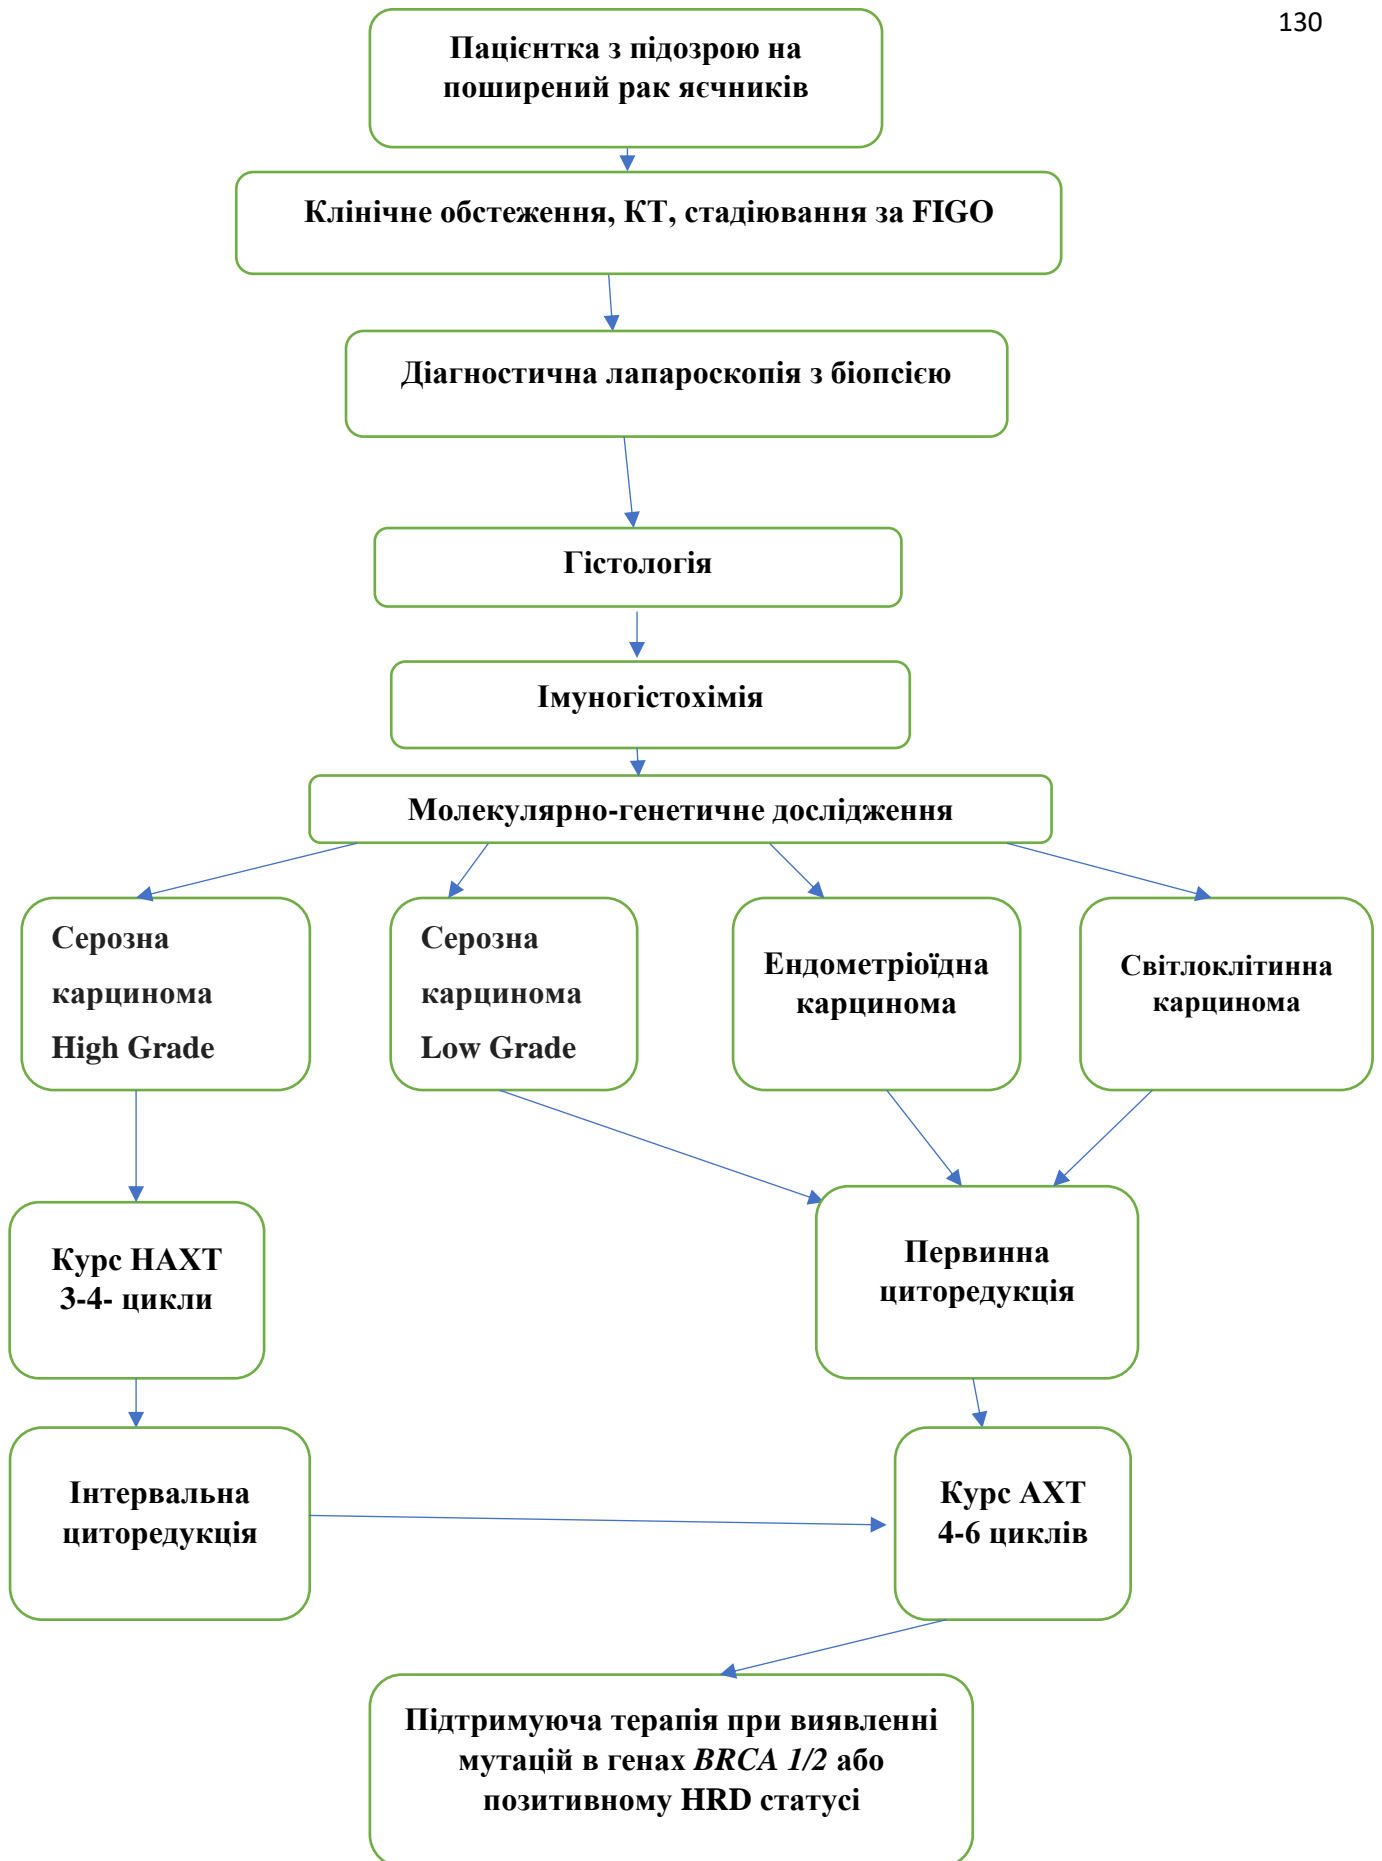 130
Пацієнтка з підозрою на
поширений рак яєчників
Клінічне обстеження, КТ, стадіювання за FIGO
Діагностична лапароскопія з біопсією
Гістологія
Імуногістохімія
Молекулярно-генетичне дослідження
Серозна
карцинома
High Grade
Серозна
карцинома
Low Grade
Ендометріоїдна
карцинома
Світлоклітинна
карцинома
Курс НАХТ
3-4- цикли
Первинна
циторедукція
Інтервальна
циторедукція
Курс АХТ
4-6 циклів
Підтримуюча терапія при виявленні
мутацій в генах BRCA 1/2 або
позитивному HRD статусі